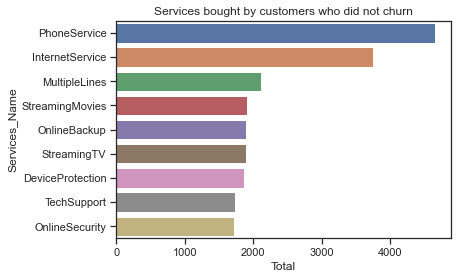 Services bought by customers who did not churn
PhoneService
InternetService
MultipleLines
StreamingMovies
OnlineBackup
StreamingTV
DeviceProtection
TechSupport
OnlineSecurity
Services_Name
0 1000 2000 3000 4000
Total